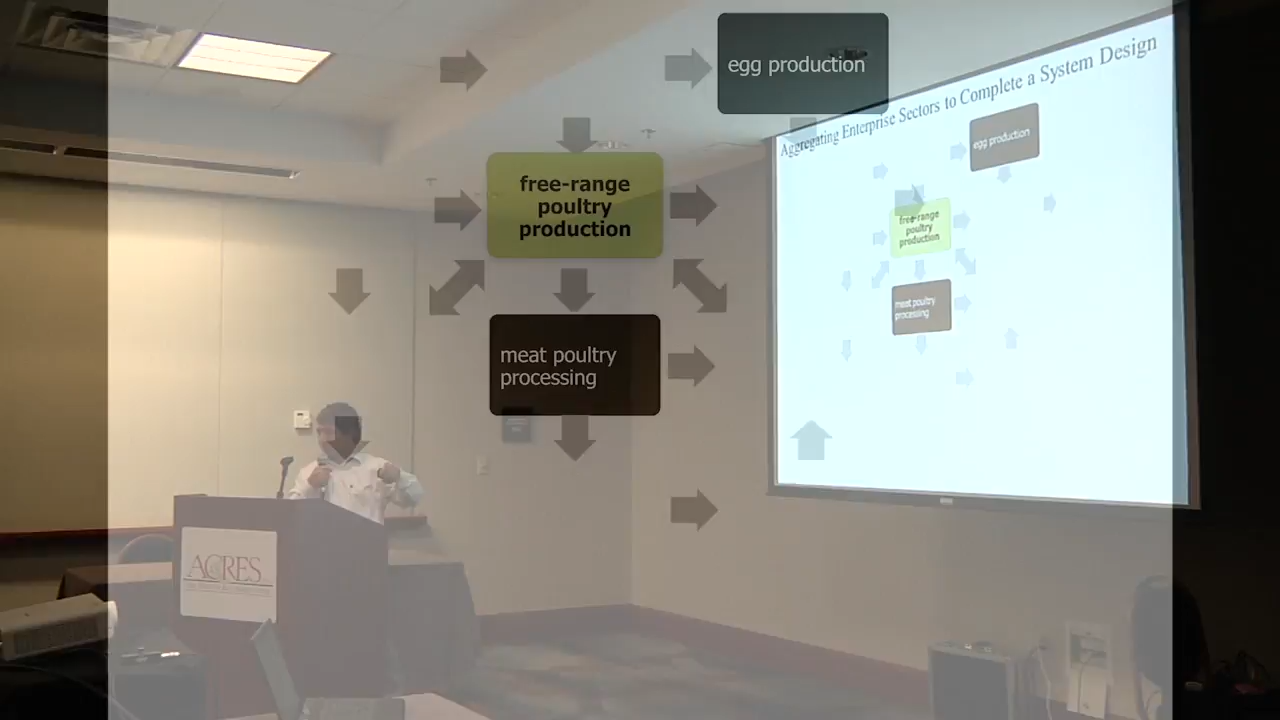 egg production
Aggregating Enterprise Sectors to Complete a System Design
egg production
free-range
poultry
production
free-range
poultry
production
meat poultry
processing
meat poultry
processing
ACRES